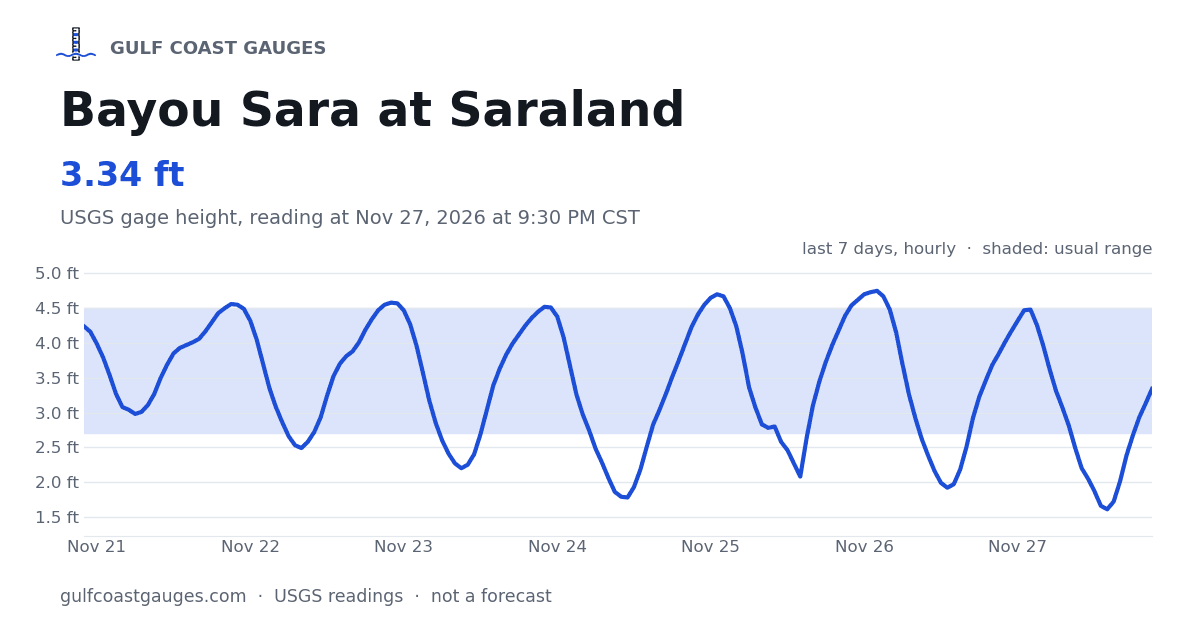 GULF COAST GAUGES
Bayou Sara at Saraland
3.34 ft
USGS gage height, reading at Nov 27, 2026 at 9:30 PM CST
last 7 days, hourly · shaded: usual range
5.0 ft
4.5 ft
4.0 ft
3.5 ft
3.0 ft
2.5 ft
2.0 ft
1.5 ft
Nov 21 Nov 22 Nov 23 Nov 24 Nov 25 Nov 26 Nov 27
gulfcoastgauges.com · USGS readings · not a forecast